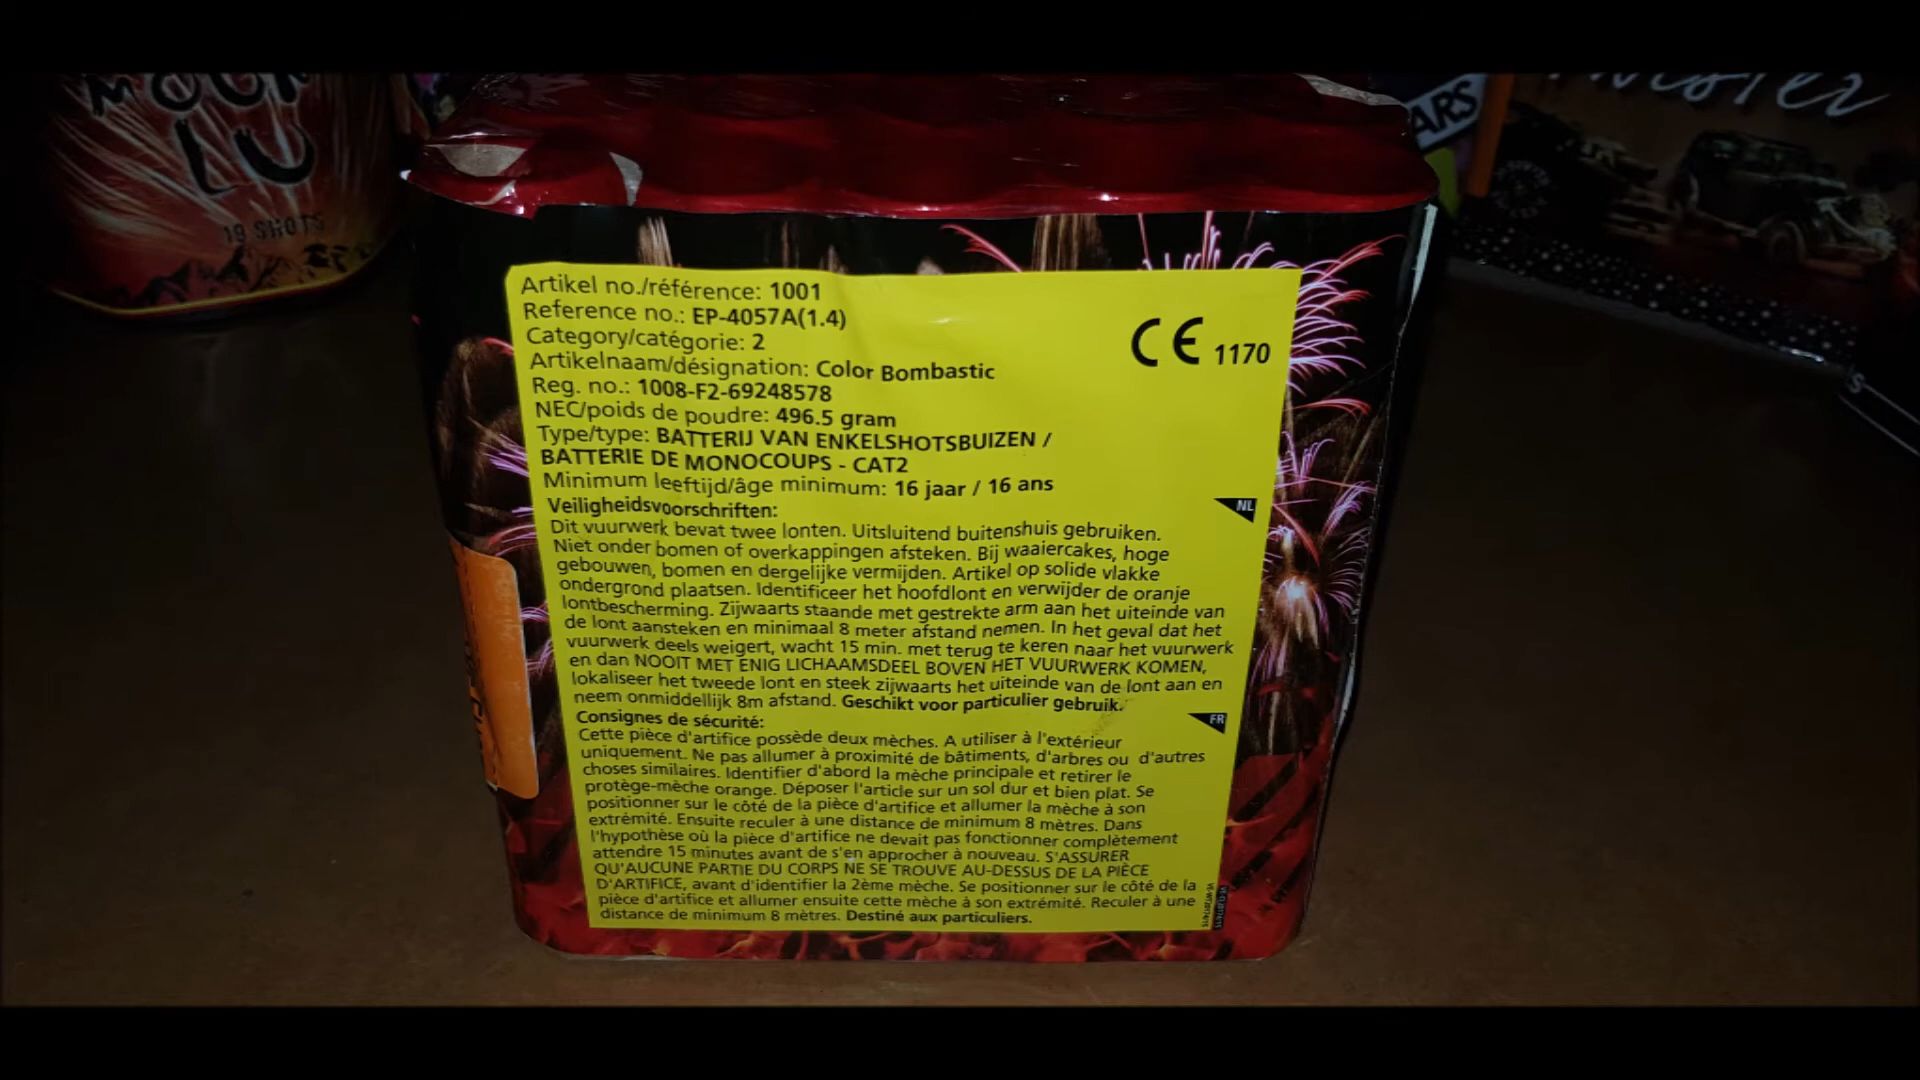 MOON
LU
19 SHOTS
ARS
Artikel no./référence: 1001
Reference no.: EP-4057A(1.4)
Category/catégorie: 2
Artikelnaam/désignation: Color Bombastic
Reg. no.: 1008-F2-69248578
NEC/poids de poudre: 496.5 gram
Type/type: BATTERIJ VAN ENKELSHOTSBUIZEN /
BATTERIE DE MONOCOUPS - CAT2
Minimum leeftijd/âge minimum: 16 jaar / 16 ans
CE 1170
Veiligheidsvoorschriften:
NL
Dit vuurwerk bevat twee lonten. Uitsluitend buitenshuis gebruiken.
Niet onder bomen of overkappingen afsteken. Bij waaiercakes, hoge
gebouwen, bomen en dergelijke vermijden. Artikel op solide vlakke
ondergrond plaatsen. Identificeer het hoofdlont en verwijder de oranje
lontbescherming. Zijwaarts staande met gestrekte arm aan het uiteinde van
de lont aansteken en minimaal 8 meter afstand nemen. In het geval dat het
vuurwerk deels weigert, wacht 15 min. met terug te keren naar het vuurwerk
en dan NOOIT MET ENIG LICHAAMSDEEL BOVEN HET VUURWERK KOMEN,
lokaliseer het tweede lont en steek zijwaarts het uiteinde van de lont aan en
neem onmiddellijk 8m afstand. Geschikt voor particulier gebruik.
Consignes de sécurité:
FR
Cette pièce d'artifice possède deux mèches. A utiliser à l'extérieur
uniquement. Ne pas allumer à proximité de bâtiments, d'arbres ou d'autres
choses similaires. Identifier d'abord la mèche principale et retirer le
protège-mèche orange. Déposer l'article sur un sol dur et bien plat. Se
positionner sur le côté de la pièce d'artifice et allumer la mèche à son
extrémité. Ensuite reculer à une distance de minimum 8 mètres. Dans
l'hypothèse où la pièce d'artifice ne devait pas fonctionner complètement
attendre 15 minutes avant de s'en approcher à nouveau. S'ASSURER
QU'AUCUNE PARTIE DU CORPS NE SE TROUVE AU-DESSUS DE LA PIÈCE
D'ARTIFICE, avant d'identifier la 2ème mèche. Se positionner sur le côté de la
pièce d'artifice et allumer ensuite cette mèche à son extrémité. Reculer à une
distance de minimum 8 mètres. Destiné aux particuliers.